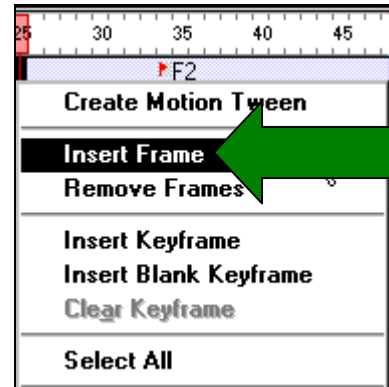 25 30 35 40 45
F2
Create Motion Tween
Insert Frame
Remove Frames
Insert Keyframe
Insert Blank Keyframe
Clear Keyframe
Select All